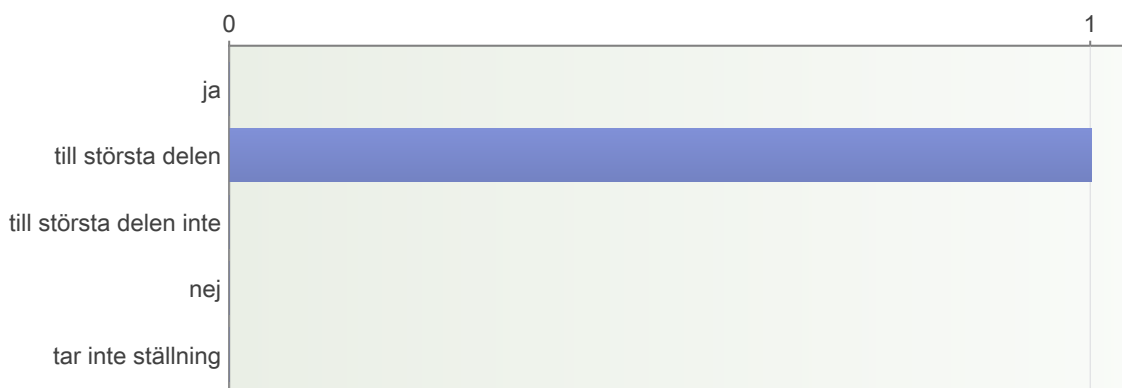 0 1
ja
till största delen
till största delen inte
nej
tar inte ställning